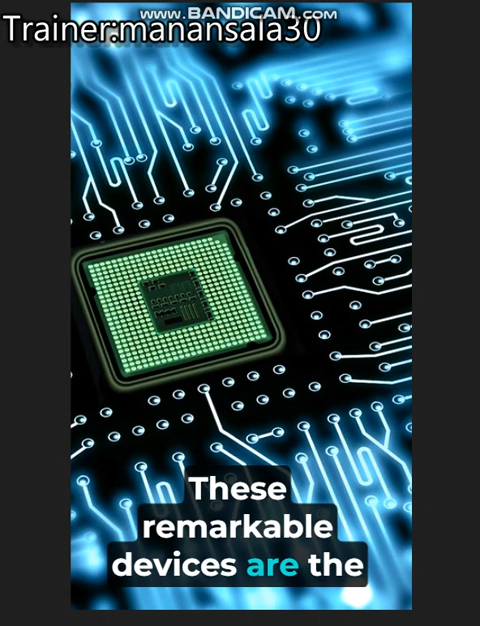 www.BANDICAM.com
Trainer:manansala30
These
remarkable
devices are the